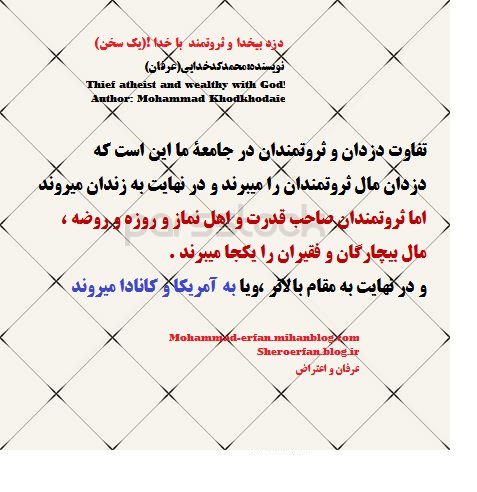 دزد بیخدا و ثروتمند با خدا !(یک سخن)
نویسنده:محمدکدخدایی(عرفان)
Thief atheist and wealthy with God!
Author: Mohammad Khodkhodaie
تفاوت دزدان و ثروتمندان در جامعۀ ما این است که
دزدان مال ثروتمندان را میبرند و در نهایت به زندان میروند
اما ثروتمندان صاحب قدرت و اهل نماز و روزه و روضه ،
مال بیچارگان و فقیران را یکجا میبرند .
و در نهایت به مقام بالاتر ،ویا به آمریکا و کانادا میروند
Mohammad-erfan.mihanblog.com
Sheroerfan.blog.ir
عرفان و اعتراض